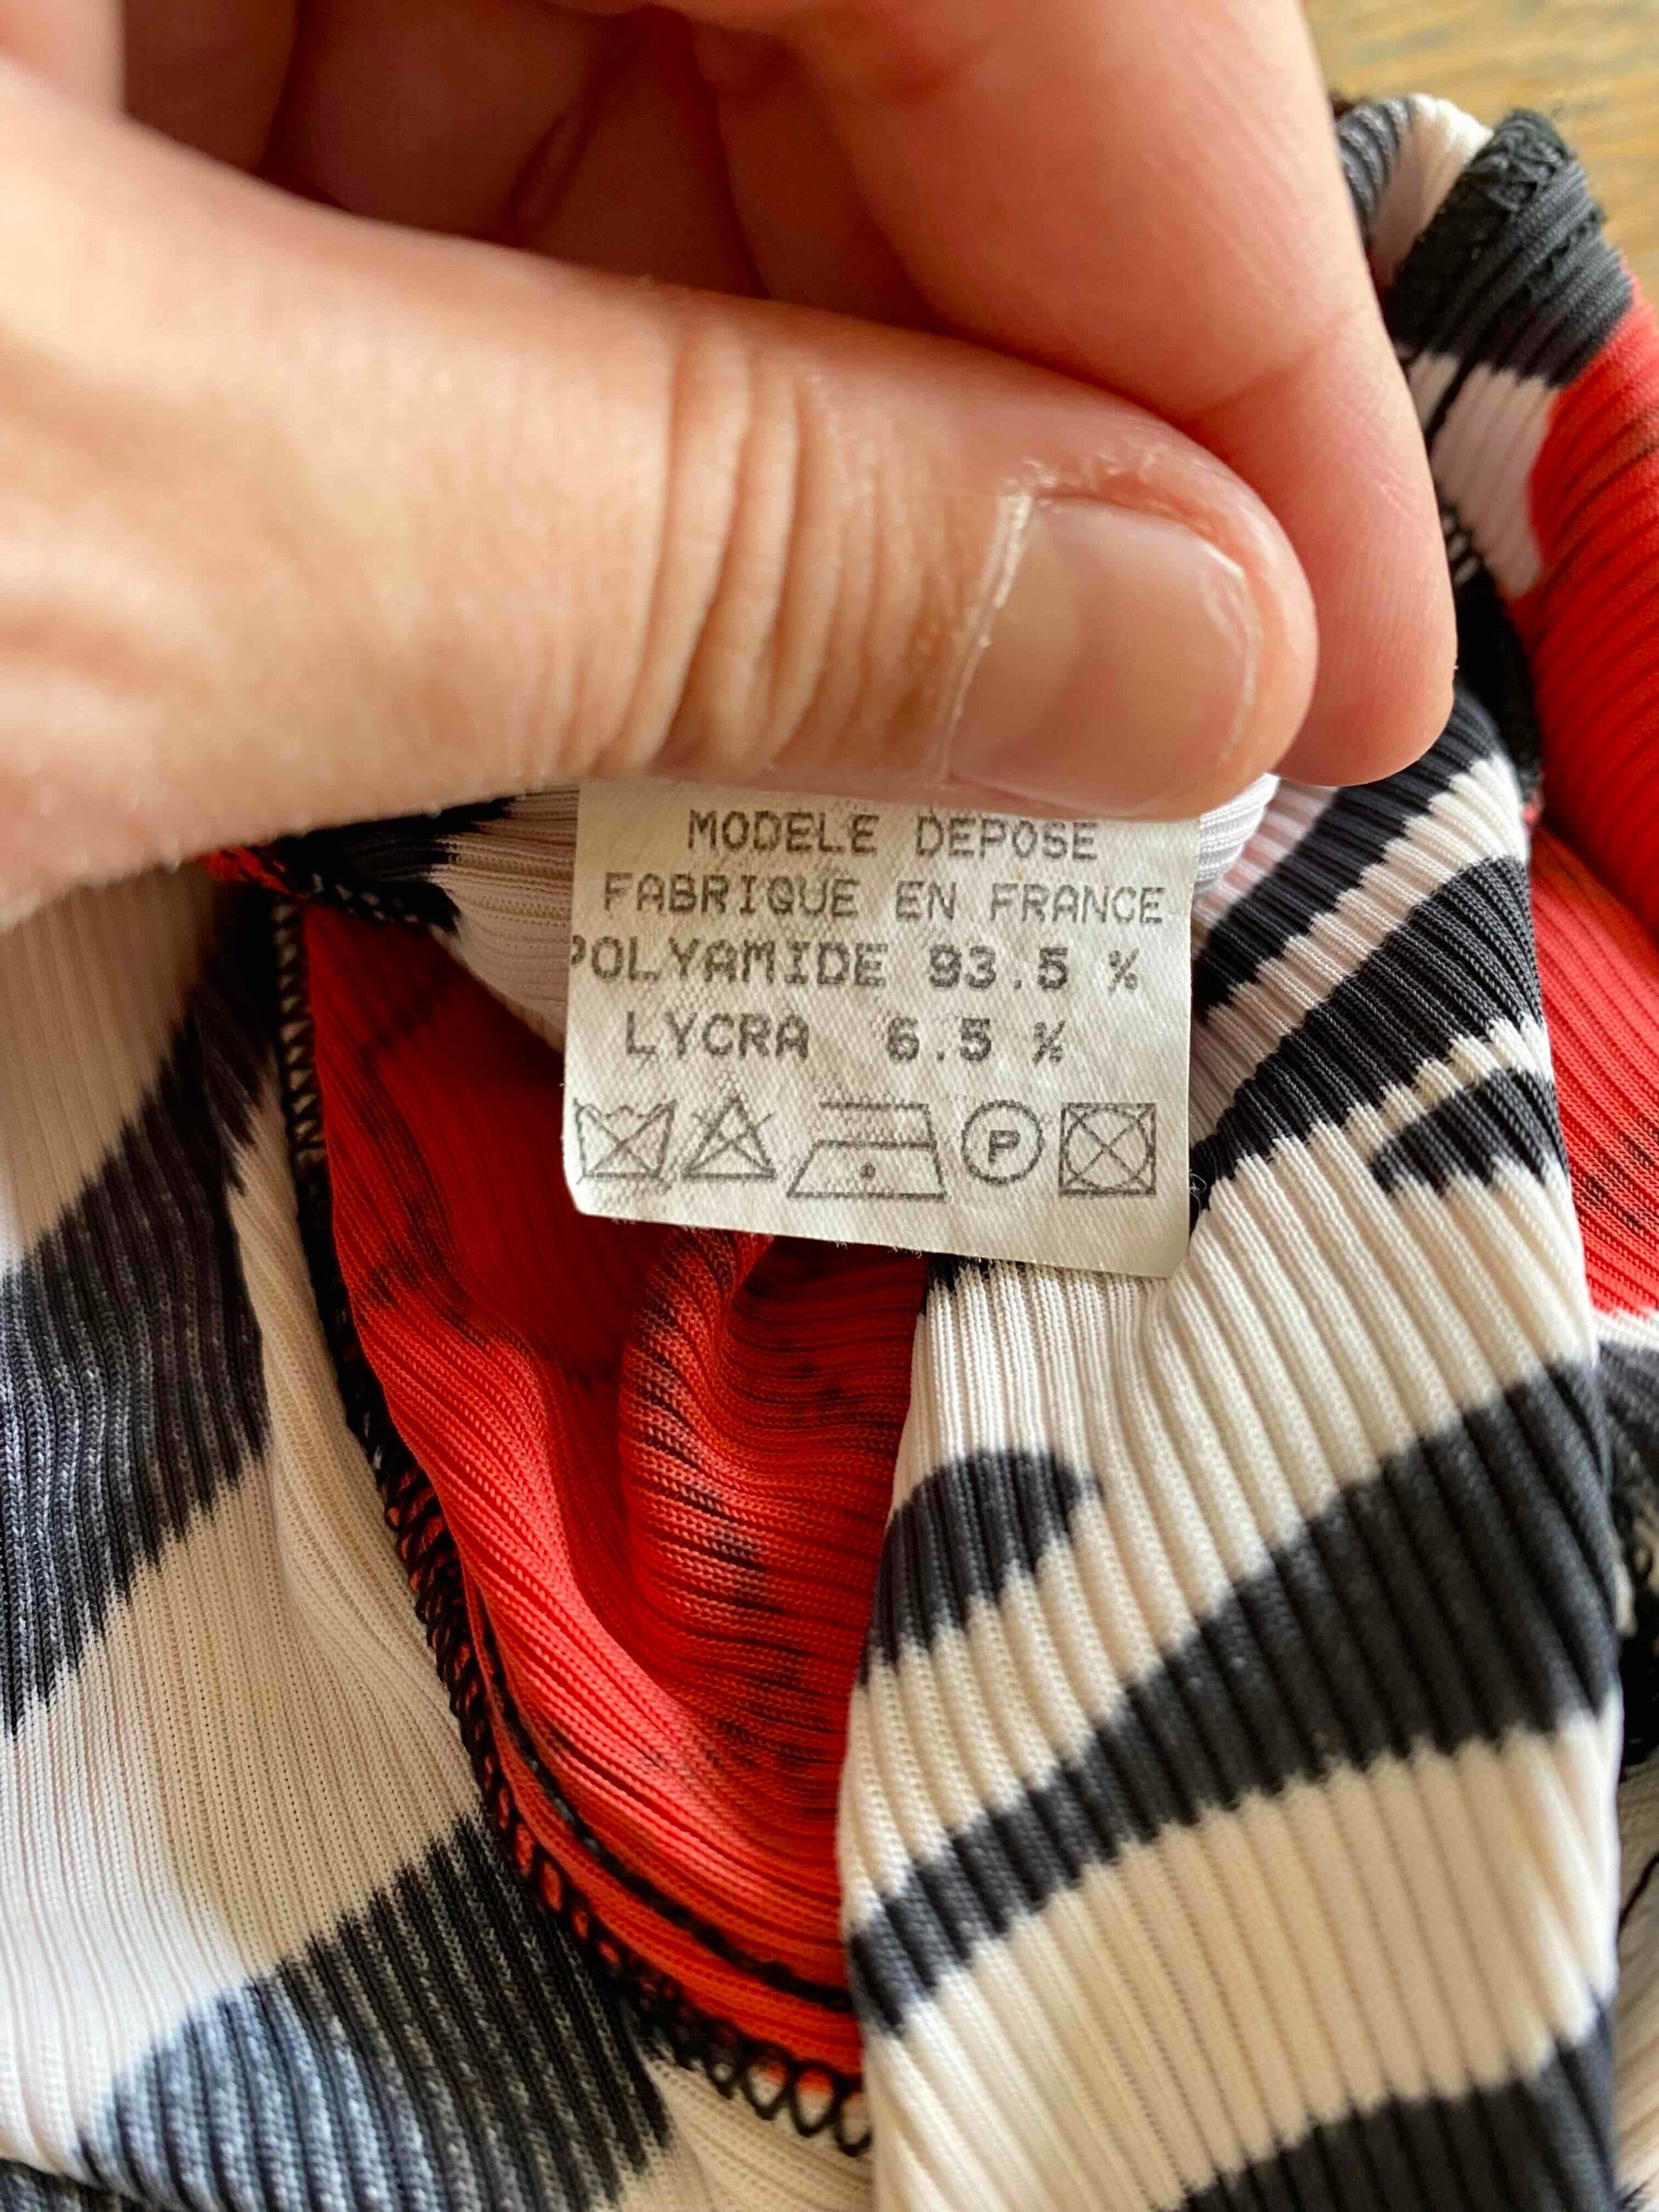 MODELE DEPOSE
FABRIQUE EN FRANCE
POLYAMIDE 93.5 %
LYCRA 6.5 %
P